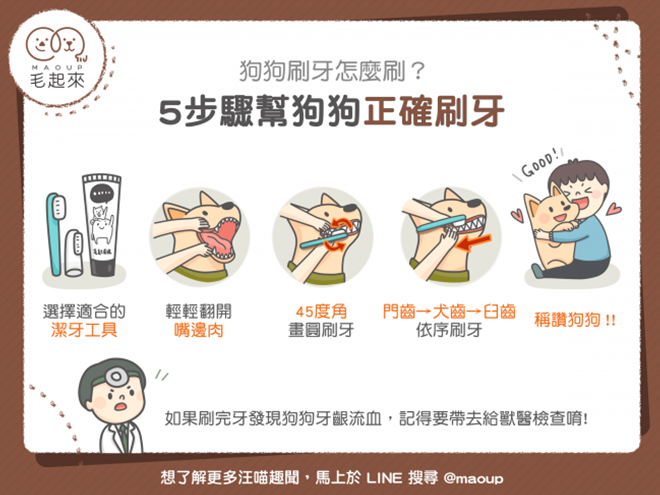 MAOUP
毛起來
狗狗刷牙怎麼刷？
5步驟幫狗狗正確刷牙
GOOD!
選擇適合的
潔牙工具
輕輕翻開
嘴邊肉
45度角
畫圓刷牙
門齒→犬齒→臼齒
依序刷牙
稱讚狗狗!!
如果刷完牙發現狗狗牙齦流血，記得要帶去給獸醫檢查唷!
想了解更多汪喵趣聞，馬上於 LINE 搜尋 @maoup